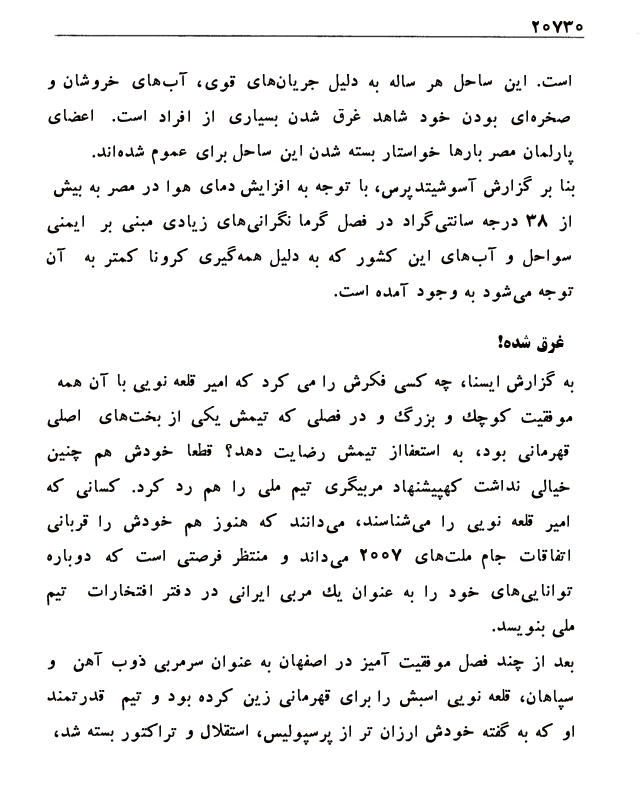 ۲۰۷۳۰
است. این ساحل هر ساله به دلیل جریان‌های قوی، آب‌های خروشان و
صخره‌ای بودن خود شاهد غرق شدن بسیاری از افراد است. اعضای
پارلمان مصر بارها خواستار بسته شدن این ساحل برای عموم شده‌اند.
بنا بر گزارش آسوشیتدپرس، با توجه به افزایش دمای هوا در مصر به بیش
از ۳۸ درجه سانتی‌گراد در فصل گرما نگرانی‌های زیادی مبنی بر ایمنی
سواحل و آب‌های این کشور که به دلیل همه‌گیری کرونا کمتر به آن
توجه می‌شود به وجود آمده است.
غرق شده!
به گزارش ایسنا، چه کسی فکرش را می کرد که امیر قلعه نویی با آن همه
موفقیت کوچک و بزرگ و در فصلی که تیمش یکی از بخت‌های اصلی
قهرمانی بود، به استعفااز تیمش رضایت دهد؟ قطعا خودش هم چنین
خیالی نداشت کهپیشنهاد مربیگری تیم ملی را هم رد کرد. کسانی که
امیر قلعه نویی را می‌شناسند، می‌دانند که هنوز هم خودش را قربانی
اتفاقات جام ملت‌های ۲۰۰۷ می‌داند و منتظر فرصتی است که دوباره
توانایی‌های خود را به عنوان یك مربی ایرانی در دفتر افتخارات تیم
ملی بنویسد.
بعد از چند فصل موفقیت آمیز در اصفهان به عنوان سرمربی ذوب آهن و
سپاهان، قلعه نویی اسبش را برای قهرمانی زین کرده بود و تیم قدرتمند
او که به گفته خودش ارزان تر از پرسپولیس، استقلال و تراکتور بسته شد،